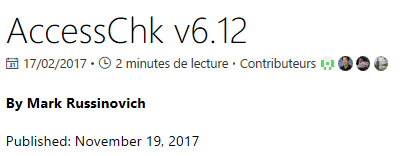 AccessChk v6.12
17/02/2017 • 2 minutes de lecture • Contributeurs
By Mark Russinovich
Published: November 19, 2017